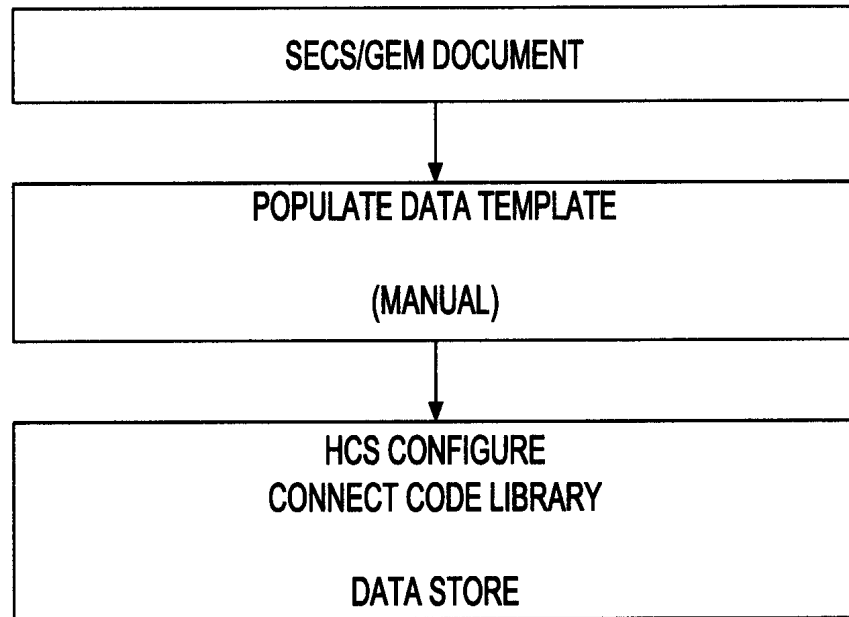 SECS/GEM DOCUMENT
POPULATE DATA TEMPLATE
(MANUAL)
HCS CONFIGURE
CONNECT CODE LIBRARY
DATA STORE